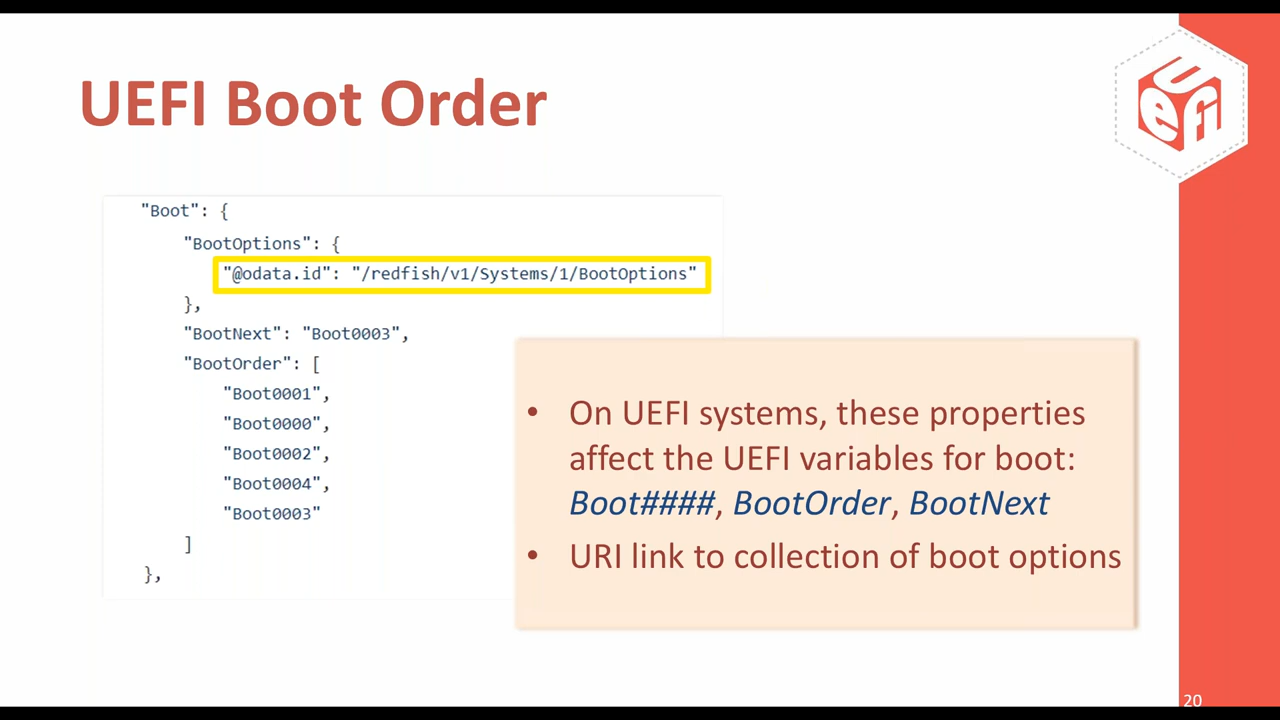 UEFI Boot Order
uefi
"Boot": {
"BootOptions": {
"@odata.id": "/redfish/v1/Systems/1/BootOptions"
},
"BootNext": "Boot0003",
"BootOrder": [
"Boot0001",
"Boot0000",
"Boot0002",
"Boot0004",
"Boot0003"
]
},
• On UEFI systems, these properties
affect the UEFI variables for boot:
Boot####, BootOrder, BootNext
• URI link to collection of boot options
20